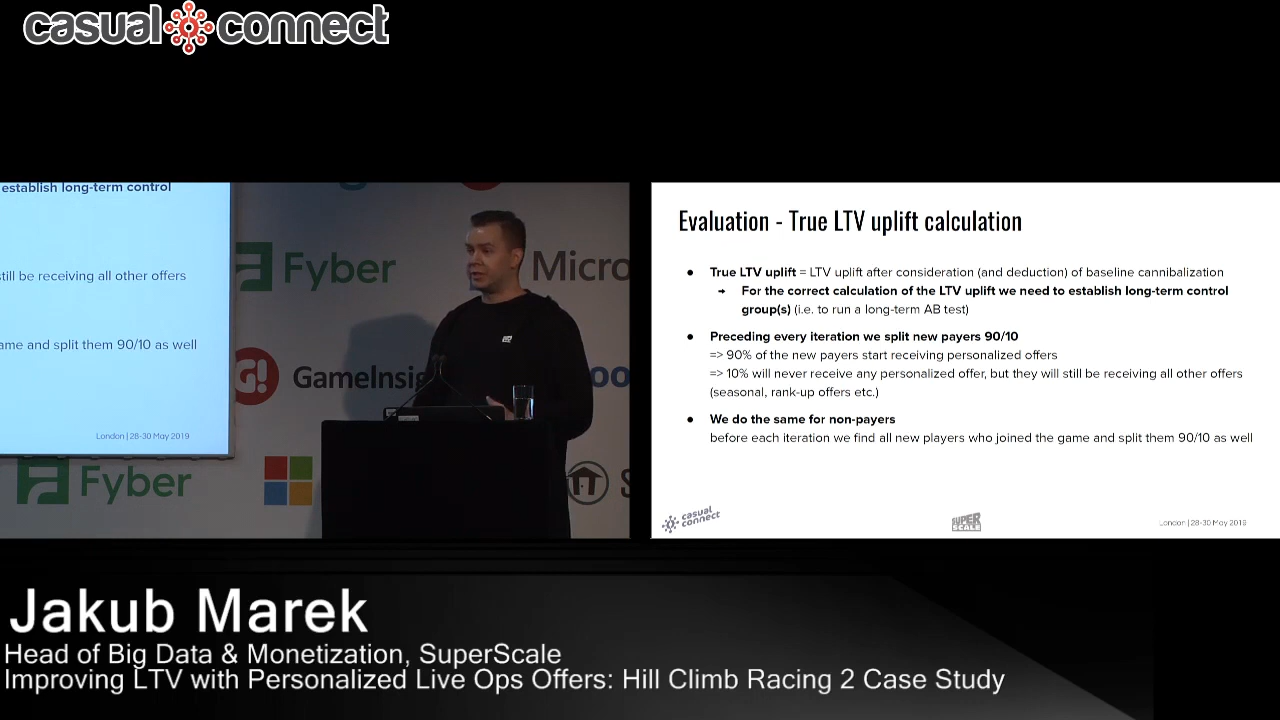 casual connect
establish long-term control
still be receiving all other offers
ame and split them 90/10 as well
London | 28-30 May 2019
Fyber
Micro
G!
GameInsig
oo
Fyber
S
Evaluation - True LTV uplift calculation
● True LTV uplift = LTV uplift after consideration (and deduction) of baseline cannibalization
→ For the correct calculation of the LTV uplift we need to establish long-term control
group(s) (i.e. to run a long-term AB test)
● Preceding every iteration we split new payers 90/10
=> 90% of the new payers start receiving personalized offers
=> 10% will never receive any personalized offer, but they will still be receiving all other offers
(seasonal, rank-up offers etc.)
● We do the same for non-payers
before each iteration we find all new players who joined the game and split them 90/10 as well
casual connect
SUPER SCALE
London | 28-30 May 2019
Jakub Marek
Head of Big Data & Monetization, SuperScale
Improving LTV with Personalized Live Ops Offers: Hill Climb Racing 2 Case Study